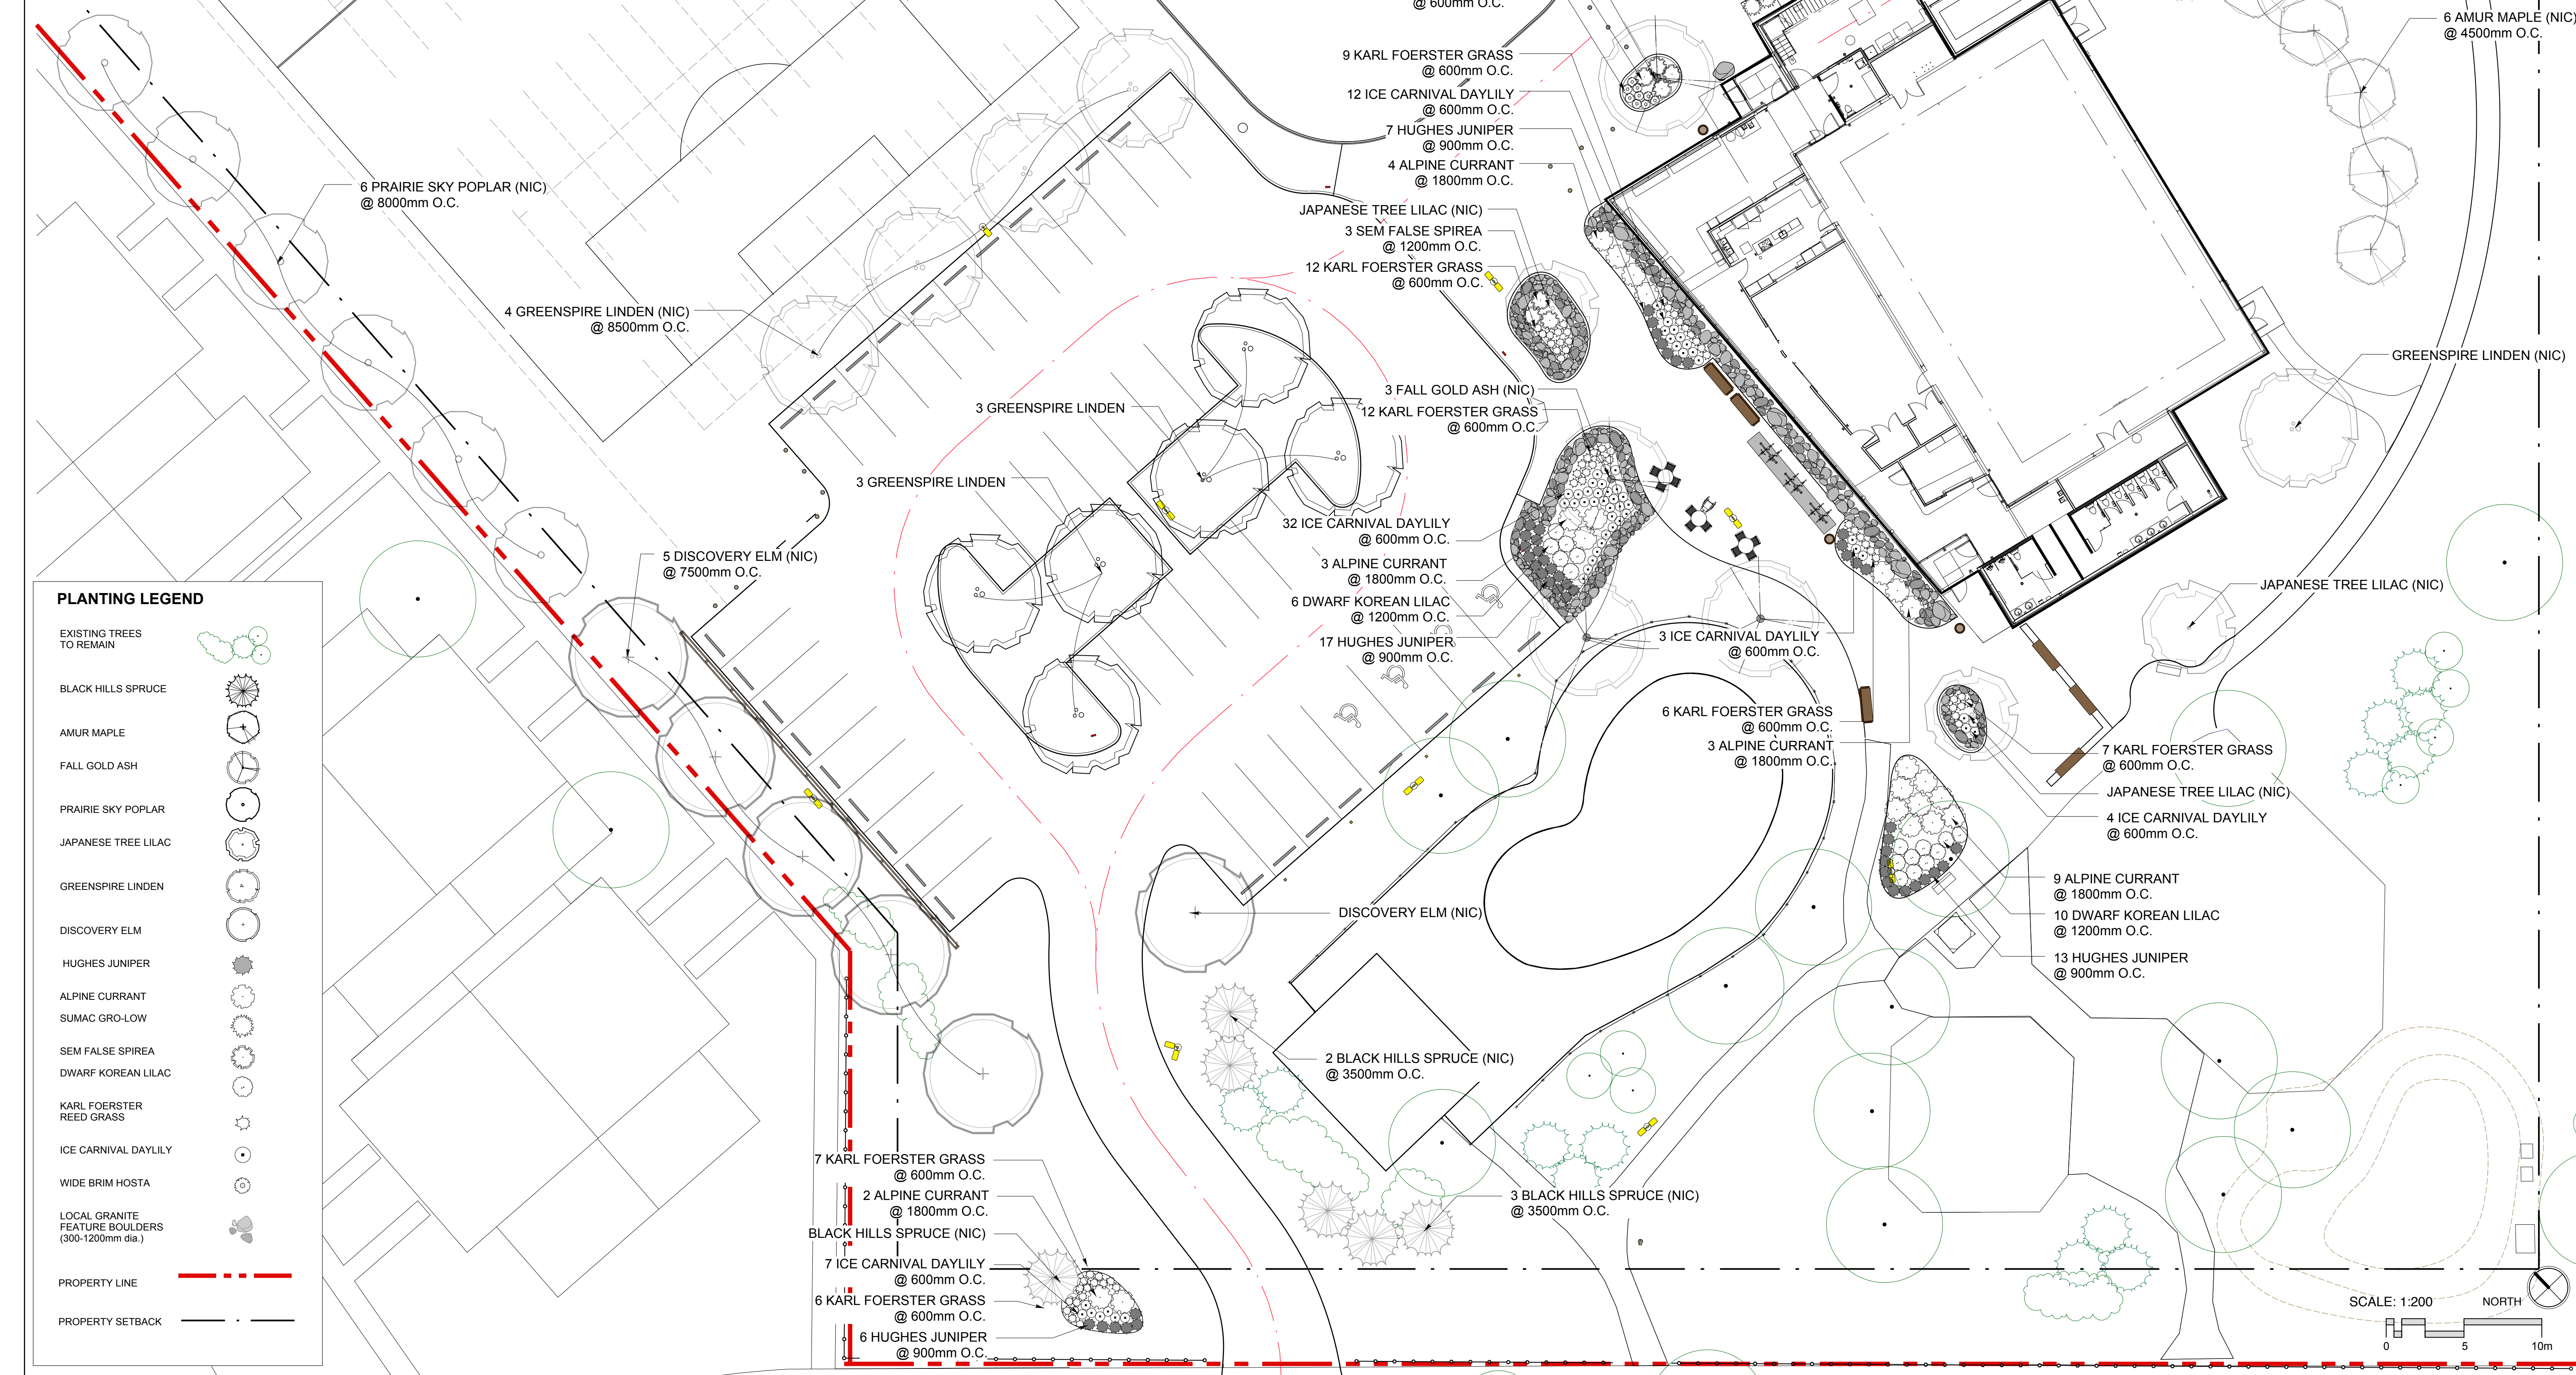 @ 600mm O.C.
6 AMUR MAPLE (NIC)
@ 4500mm O.C.
9 KARL FOERSTER GRASS
@ 600mm O.C.
12 ICE CARNIVAL DAYLILY
@ 600mm O.C.
7 HUGHES JUNIPER
@ 900mm O.C.
4 ALPINE CURRANT
@ 1800mm O.C.
6 PRAIRIE SKY POPLAR (NIC)
@ 8000mm O.C.
JAPANESE TREE LILAC (NIC)
3 SEM FALSE SPIREA
@ 1200mm O.C.
12 KARL FOERSTER GRASS
@ 600mm O.C.
4 GREENSPIRE LINDEN (NIC)
@ 8500mm O.C.
GREENSPIRE LINDEN (NIC)
3 FALL GOLD ASH (NIC)
12 KARL FOERSTER GRASS
@ 600mm O.C.
3 GREENSPIRE LINDEN
3 GREENSPIRE LINDEN
32 ICE CARNIVAL DAYLILY
@ 600mm O.C.
5 DISCOVERY ELM (NIC)
@ 7500mm O.C.
3 ALPINE CURRANT
@ 1800mm O.C.
6 DWARF KOREAN LILAC
@ 1200mm O.C.
17 HUGHES JUNIPER
@ 900mm O.C.
JAPANESE TREE LILAC (NIC)
3 ICE CARNIVAL DAYLILY
@ 600mm O.C.
6 KARL FOERSTER GRASS
@ 600mm O.C.
3 ALPINE CURRANT
@ 1800mm O.C.
7 KARL FOERSTER GRASS
@ 600mm O.C.
JAPANESE TREE LILAC (NIC)
4 ICE CARNIVAL DAYLILY
@ 600mm O.C.
9 ALPINE CURRANT
@ 1800mm O.C.
10 DWARF KOREAN LILAC
@ 1200mm O.C.
13 HUGHES JUNIPER
@ 900mm O.C.
DISCOVERY ELM (NIC)
2 BLACK HILLS SPRUCE (NIC)
@ 3500mm O.C.
3 BLACK HILLS SPRUCE (NIC)
@ 3500mm O.C.
7 KARL FOERSTER GRASS
@ 600mm O.C.
2 ALPINE CURRANT
@ 1800mm O.C.
BLACK HILLS SPRUCE (NIC)
7 ICE CARNIVAL DAYLILY
@ 600mm O.C.
6 KARL FOERSTER GRASS
@ 600mm O.C.
6 HUGHES JUNIPER
@ 900mm O.C.
PLANTING LEGEND
EXISTING TREES
TO REMAIN
BLACK HILLS SPRUCE
AMUR MAPLE
FALL GOLD ASH
PRAIRIE SKY POPLAR
JAPANESE TREE LILAC
GREENSPIRE LINDEN
DISCOVERY ELM
HUGHES JUNIPER
ALPINE CURRANT
SUMAC GRO-LOW
SEM FALSE SPIREA
DWARF KOREAN LILAC
KARL FOERSTER
REED GRASS
ICE CARNIVAL DAYLILY
WIDE BRIM HOSTA
LOCAL GRANITE
FEATURE BOULDERS
(300-1200mm dia.)
PROPERTY LINE
PROPERTY SETBACK
SCALE: 1:200
NORTH
0 5 10m